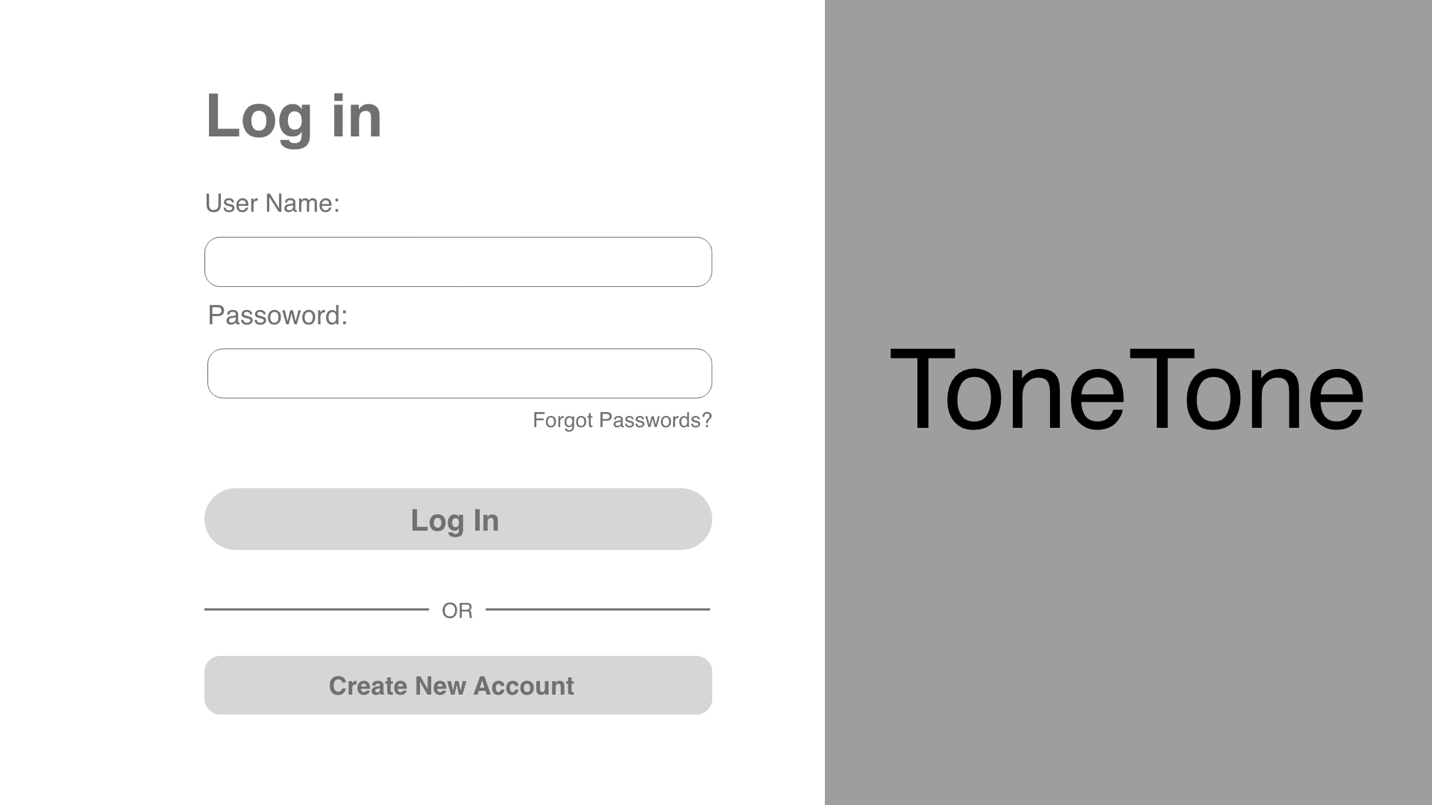 Log in
User Name:
Passoword:
Forgot Passwords?
Log In
OR
Create New Account
ToneTone